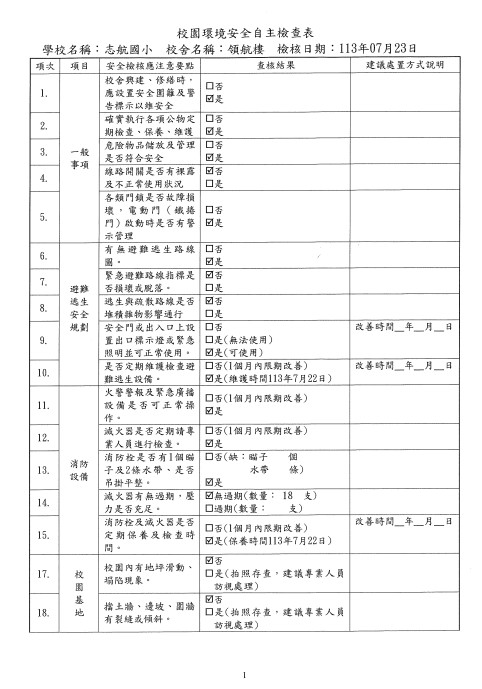 校園環境安全自主檢查表
學校名稱：志航國小 校舍名稱：領航樓 檢核日期：113年07月23日
項次 項目 安全檢核應注意要點 查核結果 建議處置方式說明
一般
事項
1.
校舍興建、修繕時，
應設置安全圍籬及警
告標示以維安全
□否
☑是
2.
確實執行各項公物定
期檢查、保養、維護
□否
☑是
3.
危險物品儲放及管理
是否符合安全
□否
☑是
4.
線路開關是否有裸露
及不正常使用狀況
☑否
□是
5.
各類門鎖是否故障損
壞，電動門（鐵捲
門）啟動時是否有警
示管理
□否
☑是
避難
逃生
安全
規劃
6.
有無避難逃生路線
圖。
□否
☑是
7.
緊急避難路線指標是
否損壞或脫落。
☑否
□是
8.
逃生與疏散路線是否
堆積雜物影響通行
☑否
□是
9.
安全門或出入口上設
置出口標示燈或緊急
照明並可正常使用。
□否
□是(無法使用)
☑是(可使用)
改善時間__年__月__日
10.
是否定期維護檢查避
難逃生設備。
□否(1個月內限期改善)
☑是(維護時間113年7月22日)
改善時間__年__月__日
消防
設備
11.
火警警報及緊急廣播
設備是否可正常操
作。
□否(1個月內限期改善)
☑是
12.
滅火器是否定期請專
業人員進行檢查。
□否(1個月內限期改善)
☑是
13.
消防栓是否有1個瞄
子及2條水帶、是否
吊掛平整。
□否(缺：瞄子 個
水帶 條)
☑是
14.
滅火器有無過期，壓
力是否充足。
☑無過期(數量： 18 支)
□過期(數量： 支)
15.
消防栓及滅火器是否
定期保養及檢查時
間。
□否(1個月內限期改善)
☑是(保養時間113年7月22日)
改善時間__年__月__日
校
園
基
地
17.
校園內有地坪滑動、
塌陷現象。
☑否
□是(拍照存查，建議專業人員
訪視處理)
18.
擋土牆、邊坡、圍牆
有裂縫或傾斜。
☑否
□是(拍照存查，建議專業人員
訪視處理)
1